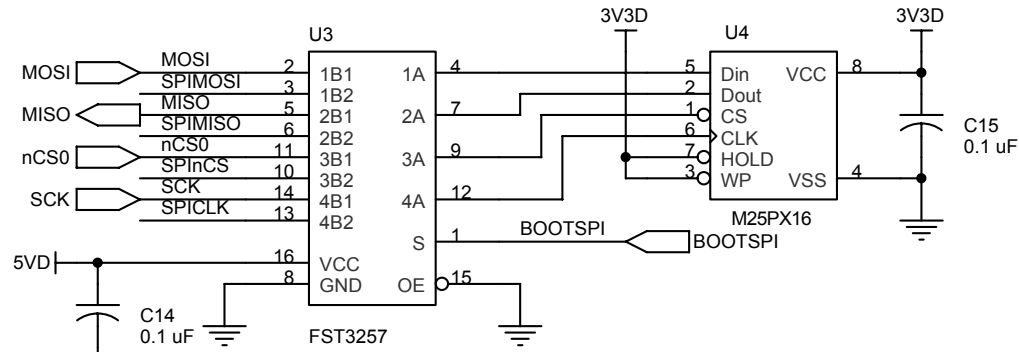 3V3D 3V3D
U3 U4
MOSI MOSI 2 1B1 1A 4 5 Din VCC 8
SPIMOSI 3 1B2 2 Dout
MISO MISO 5 2B1 2A 7 1 CS
SPIMISO 6 2B2 6 CLK
nCS0 nCS0 11 3B1 3A 9 7 HOLD
SPInCS 10 3B2 3 WP VSS 4
SCK SCK 14 4B1 4A 12
SPICLK 13 4B2
C15
0.1 uF
M25PX16
S 1 BOOTSPI BOOTSPI
5VD 16 VCC
8 GND OE 15
C14
0.1 uF
FST3257